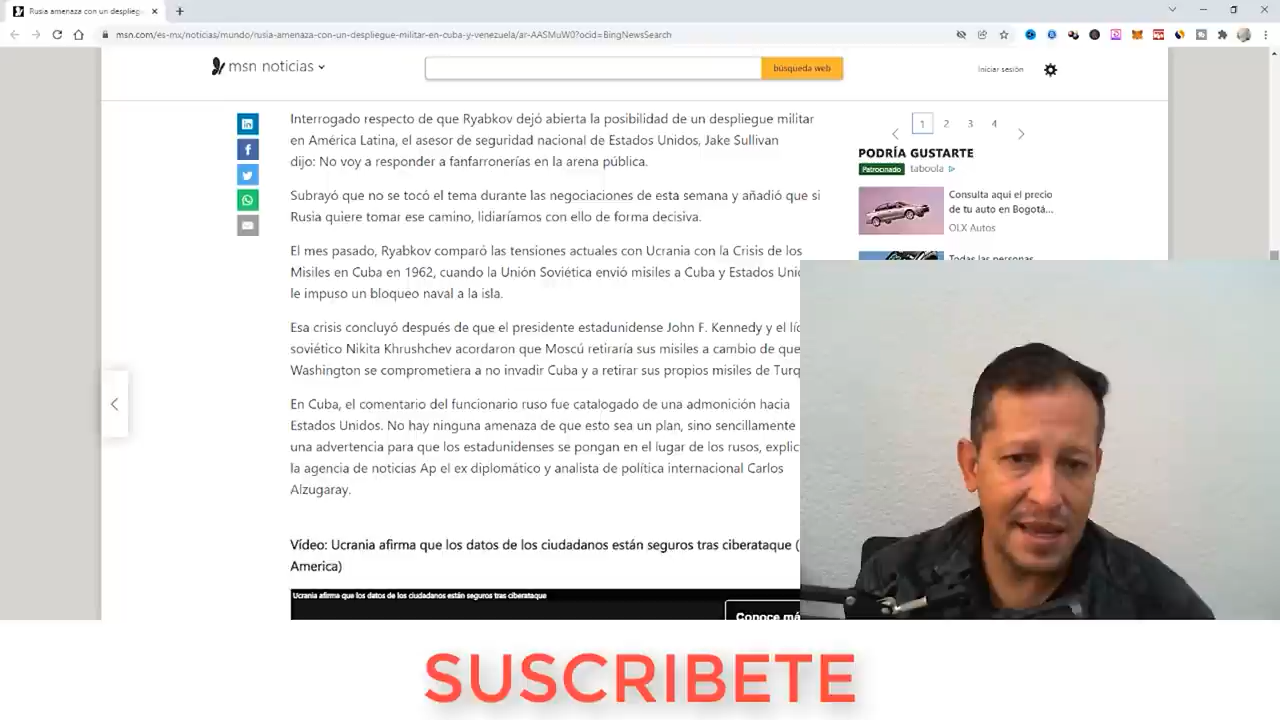 Rusia amenaza con un despliegu
msn.com/es-mx/noticias/mundo/rusia-amenaza-con-un-despliegue-militar-en-cuba-y-venezuela/ar-AASMuW0?ocid=BingNewsSearch
msn noticias
búsqueda web
Iniciar sesión
Interrogado respecto de que Ryabkov dejó abierta la posibilidad de un despliegue militar
en América Latina, el asesor de seguridad nacional de Estados Unidos, Jake Sullivan
dijo: No voy a responder a fanfarronerías en la arena pública.
Subrayó que no se tocó el tema durante las negociaciones de esta semana y añadió que si
Rusia quiere tomar ese camino, lidiaríamos con ello de forma decisiva.
El mes pasado, Ryabkov comparó las tensiones actuales con Ucrania con la Crisis de los
Misiles en Cuba en 1962, cuando la Unión Soviética envió misiles a Cuba y Estados Unid
le impuso un bloqueo naval a la isla.
Esa crisis concluyó después de que el presidente estadunidense John F. Kennedy y el líd
soviético Nikita Khrushchev acordaron que Moscú retiraría sus misiles a cambio de que
Washington se comprometiera a no invadir Cuba y a retirar sus propios misiles de Turq
En Cuba, el comentario del funcionario ruso fue catalogado de una admonición hacia
Estados Unidos. No hay ninguna amenaza de que esto sea un plan, sino sencillamente
una advertencia para que los estadunidenses se pongan en el lugar de los rusos, explic
la agencia de noticias Ap el ex diplomático y analista de política internacional Carlos
Alzugaray.
Vídeo: Ucrania afirma que los datos de los ciudadanos están seguros tras ciberataque (
America)
Ucrania afirma que los datos de los ciudadanos están seguros tras ciberataque
Conoce má
1 2 3 4
PODRÍA GUSTARTE
Patrocinado taboola
Consulta aquí el precio
de tu auto en Bogotá...
OLX Autos
Todas las personas
SUSCRIBETE